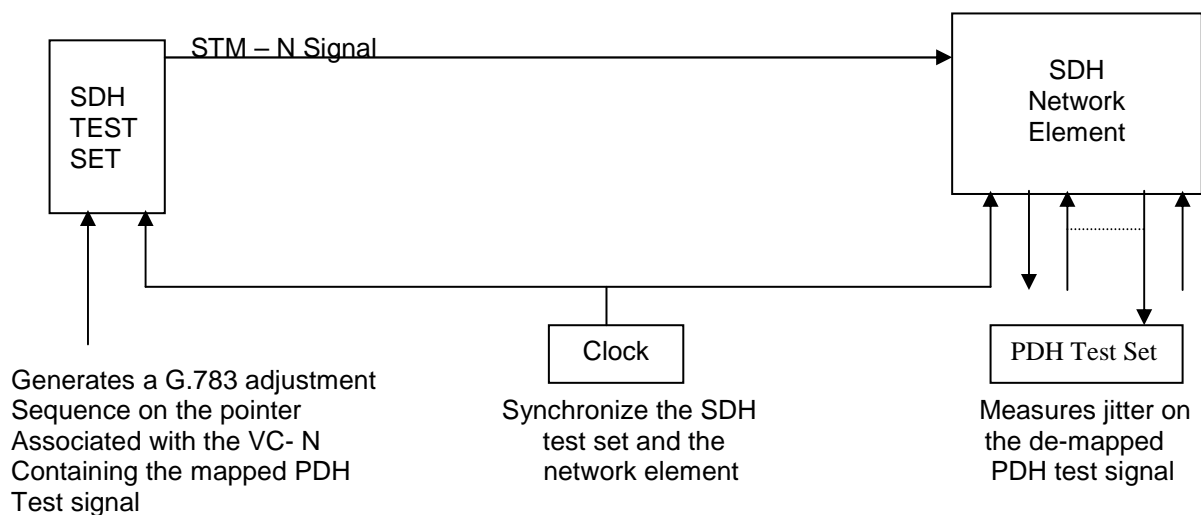 STM – N Signal
SDH
TEST
SET
SDH
Network
Element
Clock
PDH Test Set
Generates a G.783 adjustment
Sequence on the pointer
Associated with the VC- N
Containing the mapped PDH
Test signal
Synchronize the SDH
test set and the
network element
Measures jitter on
the de-mapped
PDH test signal